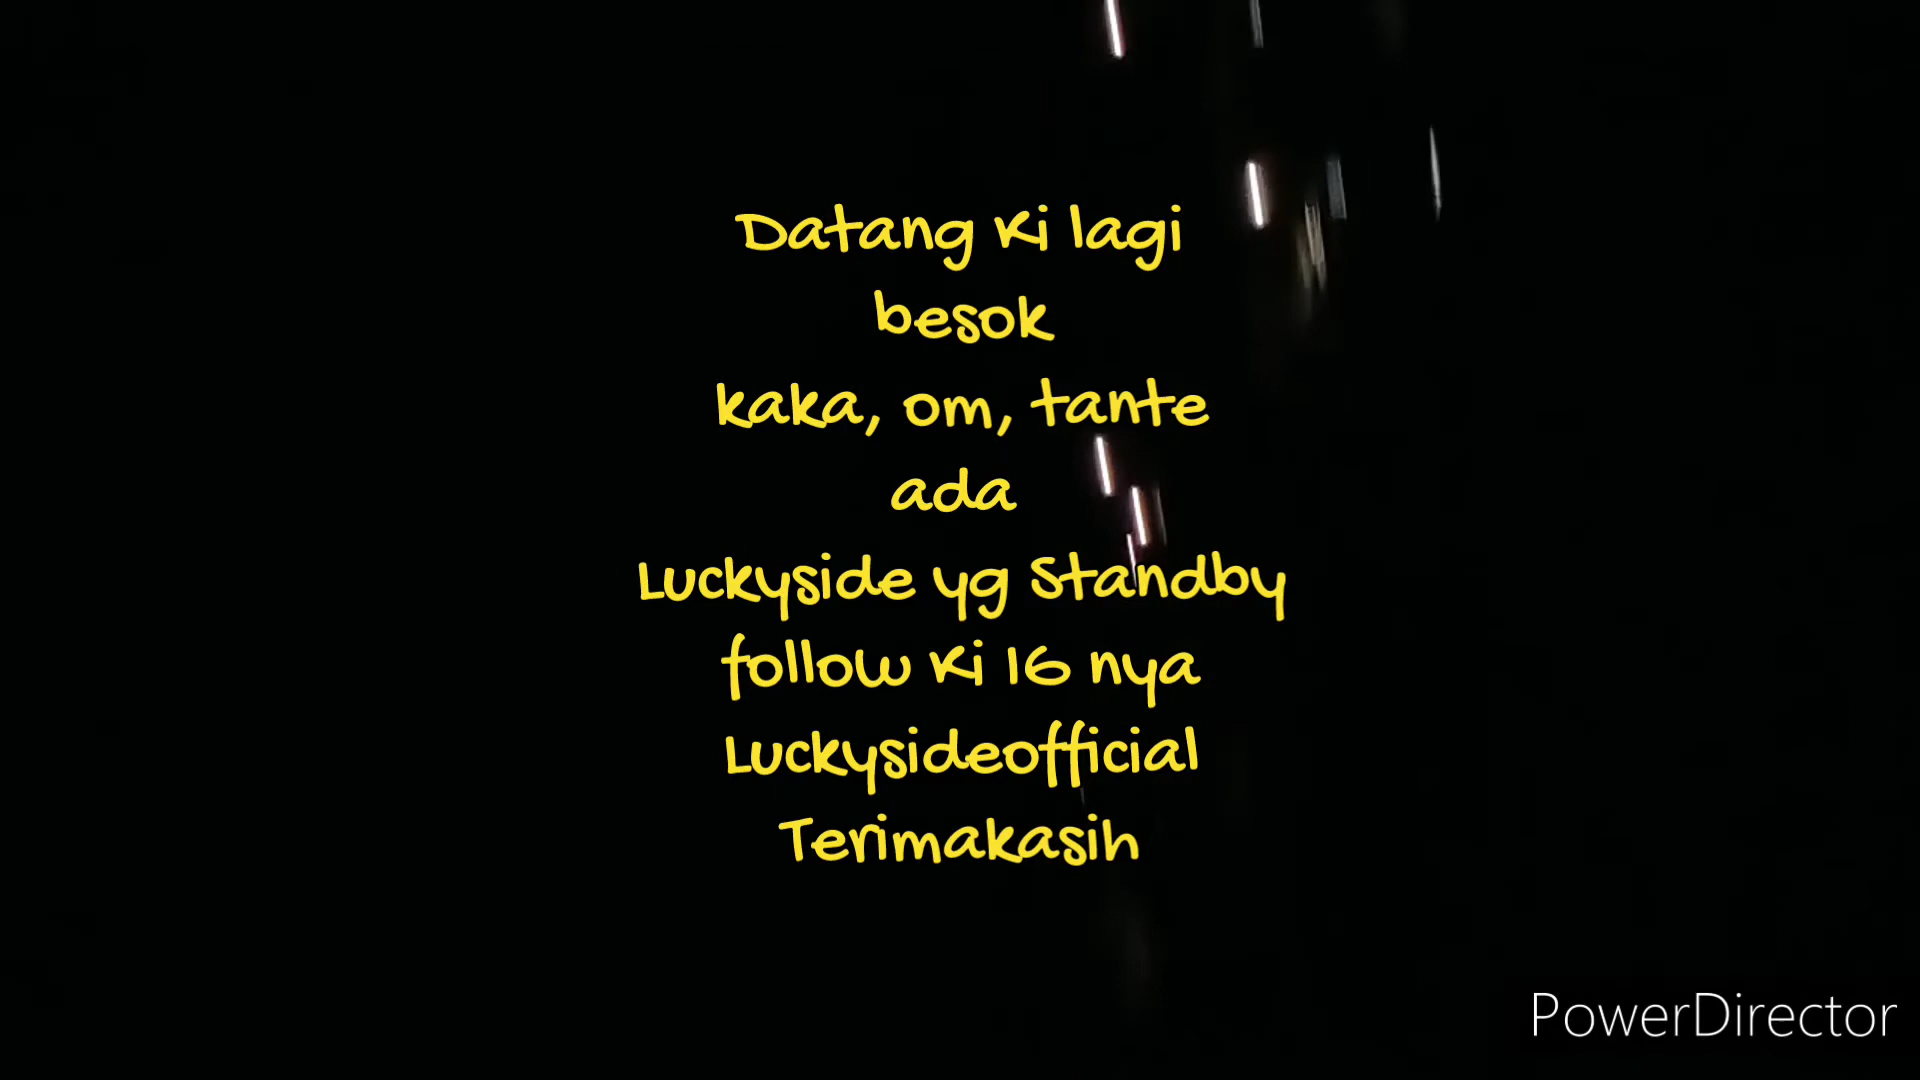 Datang Ki lagi
besok
kaka, om, tante
ada
Luckyside yg Standby
follow Ki IG nya
Luckysideofficial
Terimakasih
PowerDirector